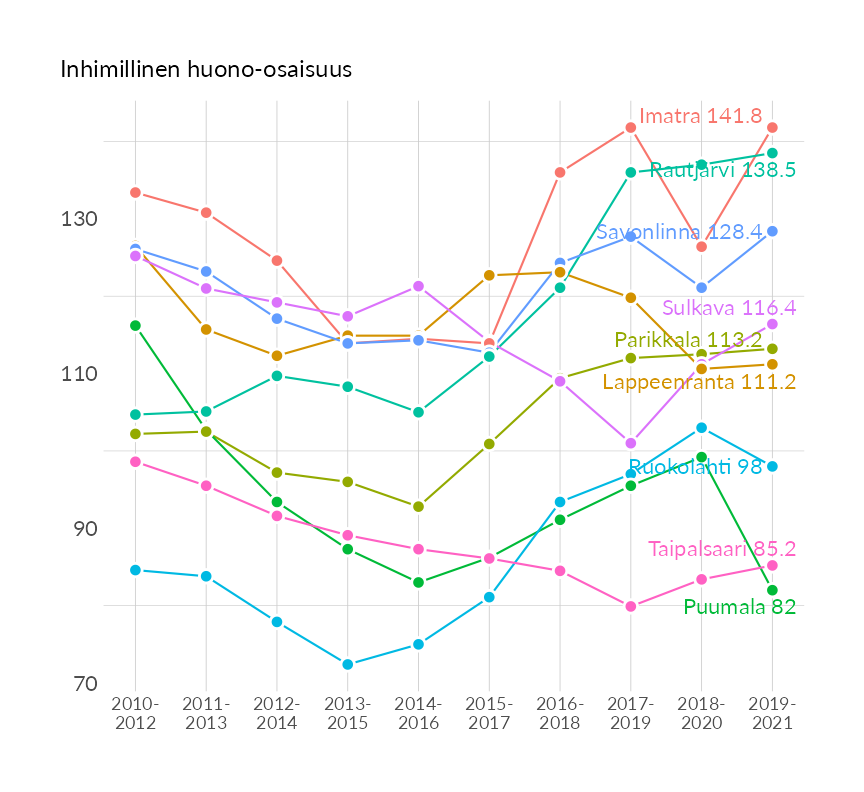 Inhimillinen huono-osaisuus
Imatra 141.8
Rautjärvi 138.5
130
Savonlinna 128.4
Sulkava 116.4
Parikkala 113.2
110
Lappeenranta 111.2
Ruokolahti 98
90
Taipalsaari 85.2
Puumala 82
70
2010- 2011- 2012- 2013- 2014- 2015- 2016- 2017- 2018- 2019-
2012 2013 2014 2015 2016 2017 2018 2019 2020 2021